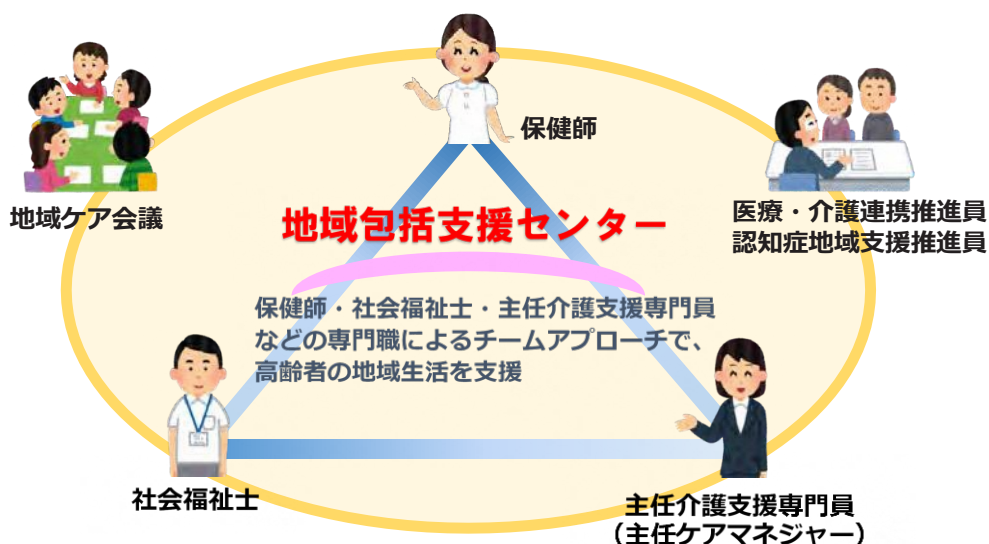 保健師
地域ケア会議
医療・介護連携推進員
認知症地域支援推進員
地域包括支援センター
保健師・社会福祉士・主任介護支援専門員
などの専門職によるチームアプローチで、
高齢者の地域生活を支援
社会福祉士
主任介護支援専門員
（主任ケアマネジャー）